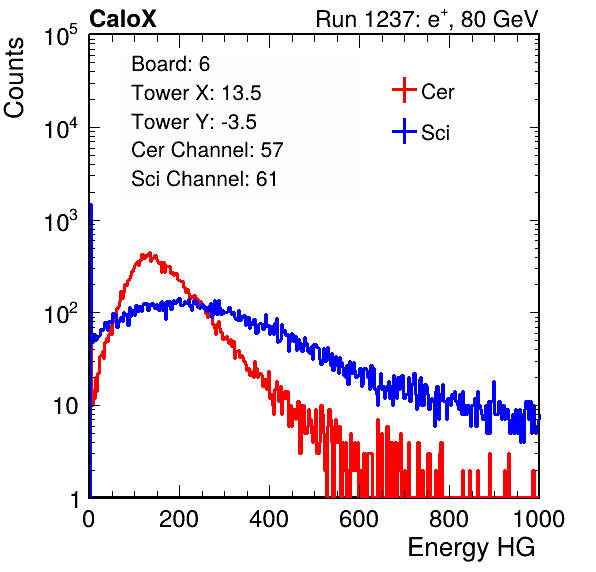 CaloX Run 1237: e⁺, 80 GeV
Counts
Board: 6
Tower X: 13.5
Tower Y: -3.5
Cer Channel: 57
Sci Channel: 61
Cer
Sci
10⁵
10⁴
10³
10²
10
1
0 200 400 600 800 1000
Energy HG